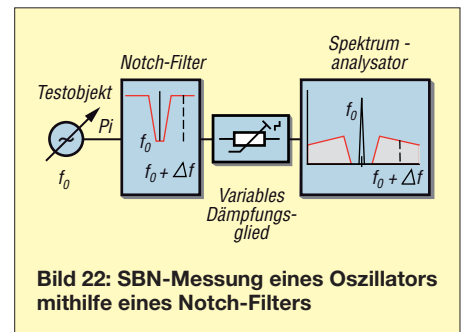 Notch-Filter
Spektrum -
analysator
Testobjekt
Pi
f0
f0
f0 + Δf
Variables
Dämpfungs-
glied
f0
f0 + Δf
Bild 22: SBN-Messung eines Oszillators
mithilfe eines Notch-Filters